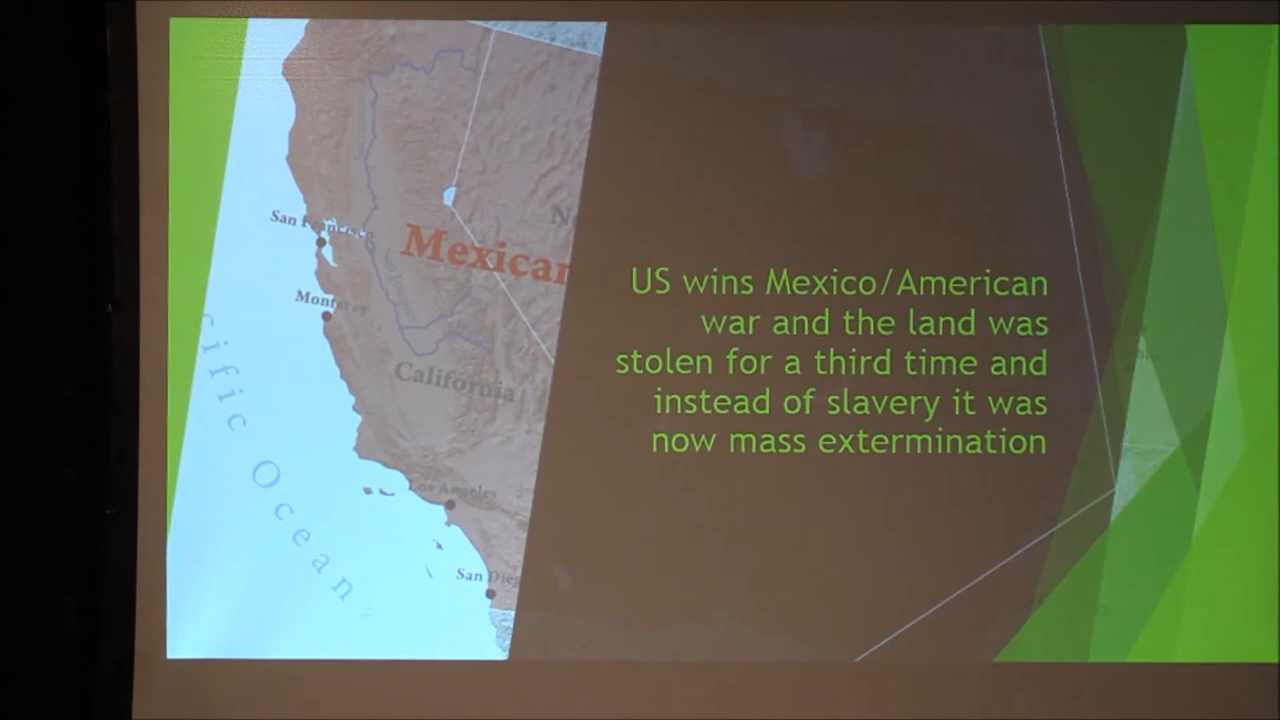 San Francisco
Mexican
Monterey
California
cific Ocean
Los Angeles
San Dieg
US wins Mexico/American
war and the land was
stolen for a third time and
instead of slavery it was
now mass extermination